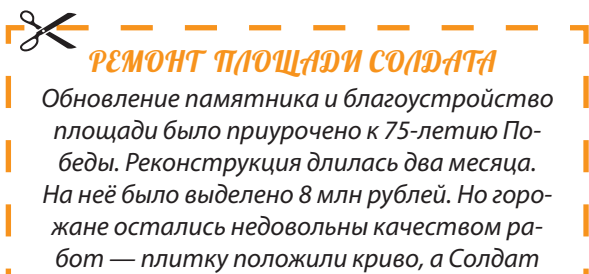 РЕМОНТ ПЛОЩАДИ СОЛДАТА
Обновление памятника и благоустройство
площади было приурочено к 75-летию По-
беды. Реконструкция длилась два месяца.
На неё было выделено 8 млн рублей. Но горо-
жане остались недовольны качеством ра-
бот — плитку положили криво, а Солдат